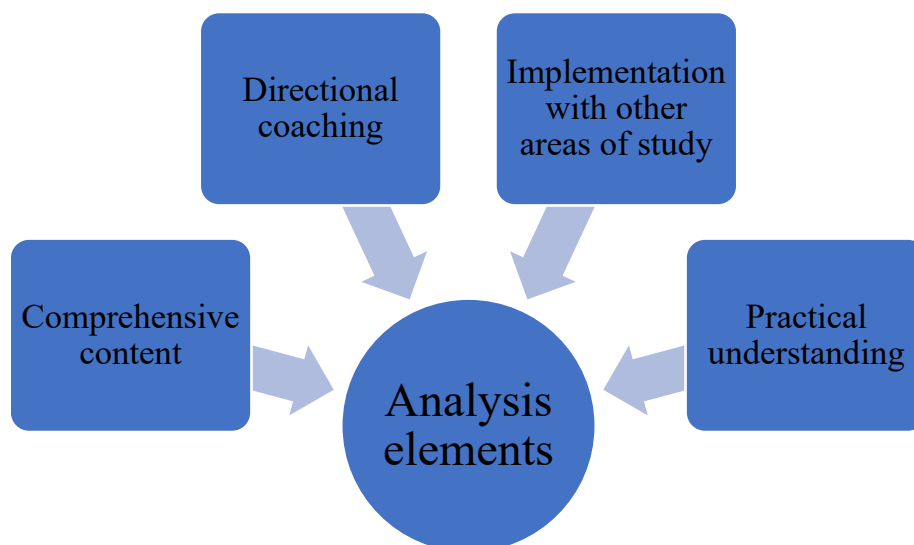 Directional
coaching
Implementation
with other
areas of study
Comprehensive
content
Practical
understanding
Analysis
elements